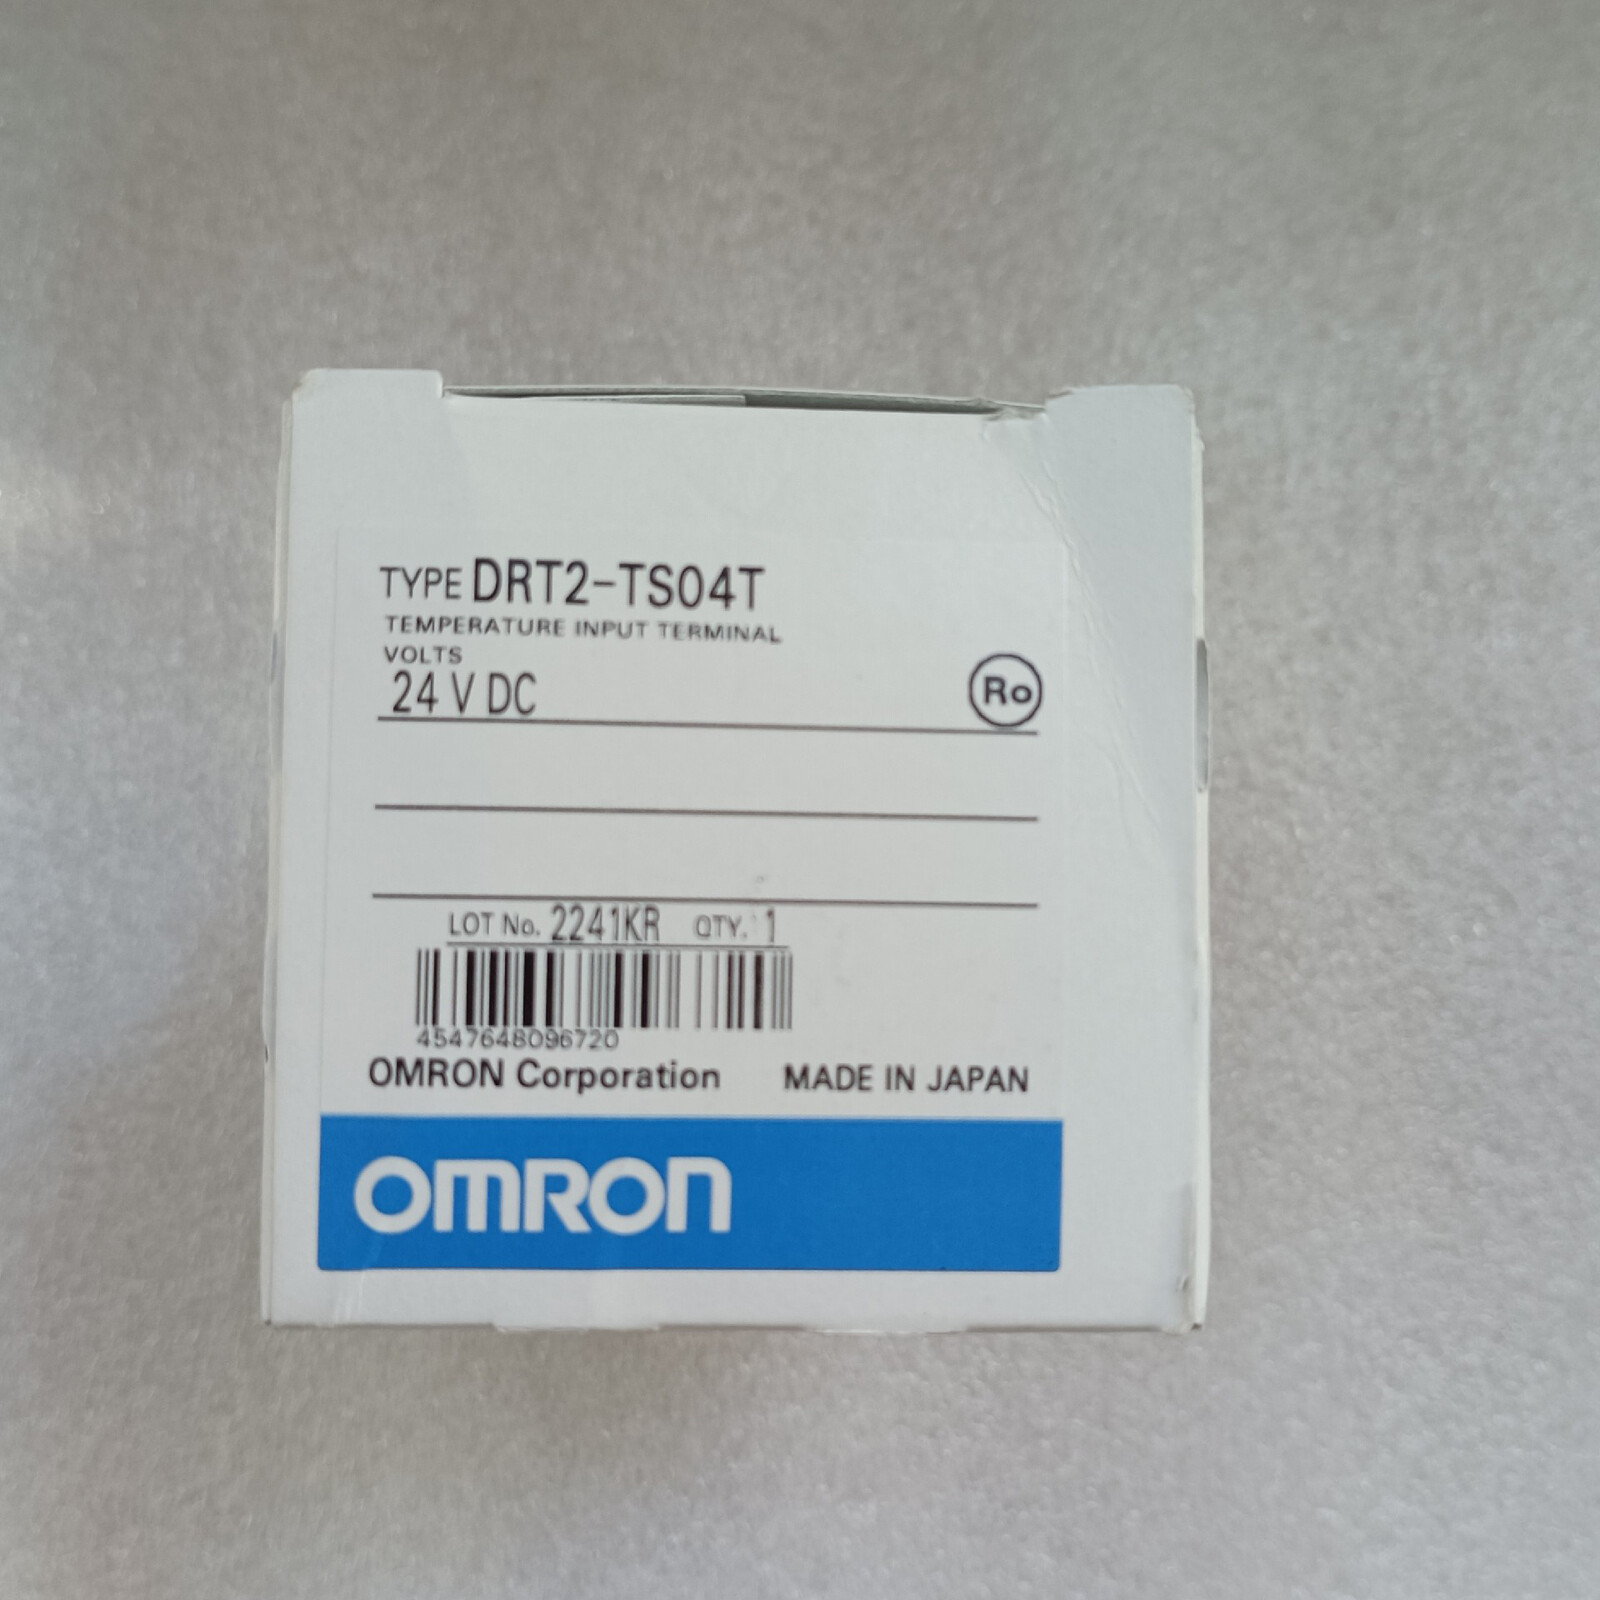 TYPE DRT2-TS04T
TEMPERATURE INPUT TERMINAL
VOLTS
24 V DC
Ro
LOT No. 2241KR QTY. 1
4547648096720
OMRON Corporation MADE IN JAPAN
OMRON